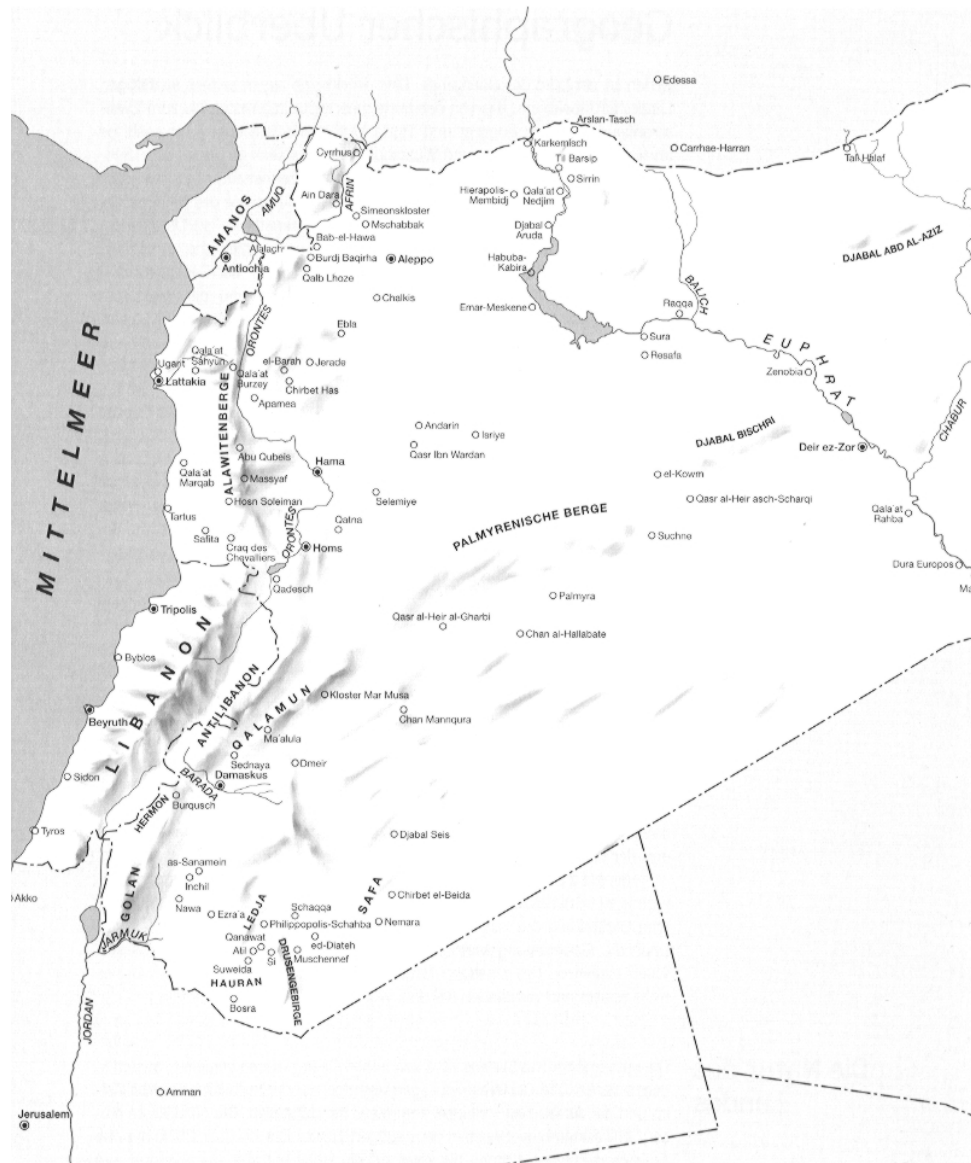 Edessa
Arslan-Tasch
Karkemisch
Carrhae-Harran
Tall Halaf
Cyrrhus
Til Barsip
Sirrin
Ain Dara
AFRIN
AMUQ
AMANOS
Hierapolis-
Membidj
Qala'at
Nedjim
Simeonskloster
Mschabbak
Djabal
Aruda
Bab-el-Hawa
Alalach
Burdj Baqirha
Aleppo
Antiochia
Qalb Lhoze
Habuba-
Kabira
DJABAL ABD AL-AZIZ
BALICH
Chalkis
Emar-Meskene
Raqqa
ORONTES
Ebla
Sura
EUPHRAT
Resafa
Qala'at
Sahyun
Ugarit
Lattakia
el-Barah
Jerade
Qala'at
Burzey
Chirbet Has
Zenobia
Apamea
MITTELMEER
ALAWITENBERGE
CHABUR
Andarin
Isriye
Qasr Ibn Wardan
DJABAL BISCHRI
Deir ez-Zor
Abu Qubeis
Hama
Qala'at
Marqab
Massyaf
el-Kowm
Hosn Soleiman
Selemiye
Qasr al-Heir asch-Scharqi
Tartus
Qala'at
Rahba
Qatna
ORONTES
PALMYRENISCHE BERGE
Safita
Craq des
Chevalliers
Homs
Suchne
Dura Europos
Ma
Qadesch
Palmyra
Tripolis
Qasr al-Heir al-Gharbi
Chan al-Hallabate
Byblos
LIBANON
ANTILIBANON
QALAMUN
Kloster Mar Musa
Beyruth
Chan Mannqura
Ma'alula
Sednaya
Dmeir
Sidon
Damaskus
BARADA
HERMON
Burqusch
Tyros
Djabal Seis
as-Sanamein
Inchil
GOLAN
SAFA
Chirbet el-Beida
Akko
Nawa
Ezra'a
LEDJA
Schaqqa
Philippopolis-Schahba
Nemara
JARMUK
Qanawat
ed-Diateh
Atil
Si
Muschennef
Suweida
HAURAN
DRUSENGEBIRGE
Bosra
JORDAN
Amman
Jerusalem